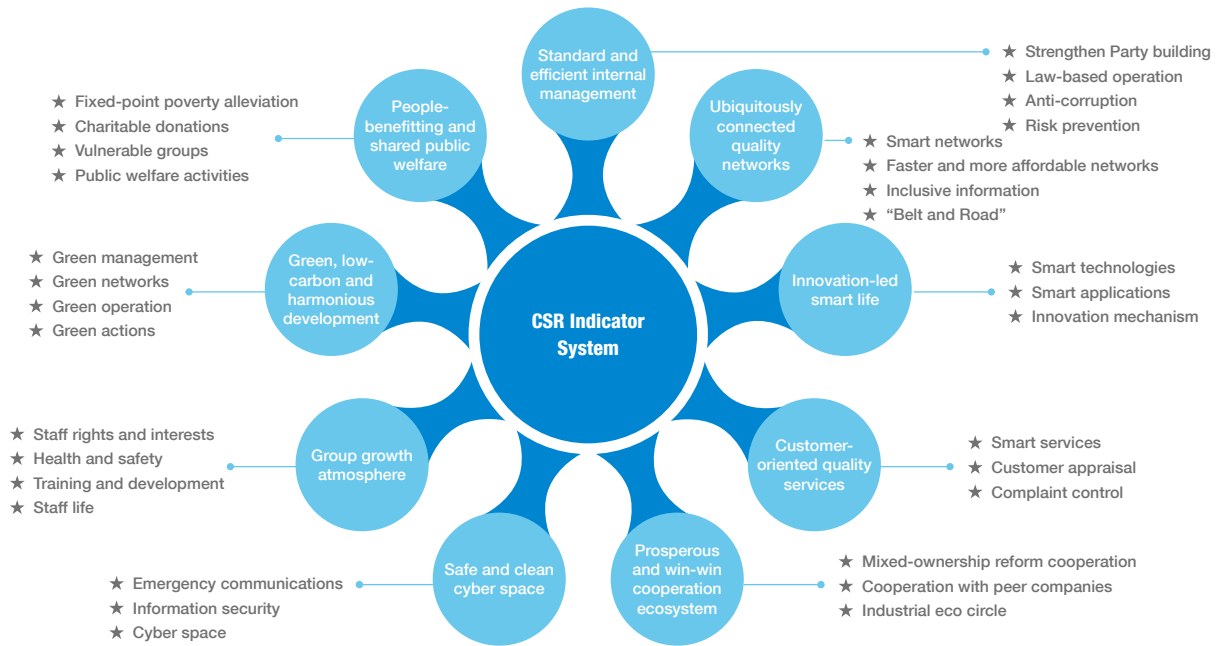 Standard and
efficient internal
management
★ Strengthen Party building
★ Law-based operation
★ Anti-corruption
★ Risk prevention
Ubiquitously
connected
quality
networks
★ Smart networks
★ Faster and more affordable networks
★ Inclusive information
★ “Belt and Road”
Innovation-led
smart life
★ Smart technologies
★ Smart applications
★ Innovation mechanism
Customer-
oriented quality
services
★ Smart services
★ Customer appraisal
★ Complaint control
Prosperous
and win-win
cooperation
ecosystem
★ Mixed-ownership reform cooperation
★ Cooperation with peer companies
★ Industrial eco circle
Safe and clean
cyber space
★ Emergency communications
★ Information security
★ Cyber space
Group growth
atmosphere
★ Staff rights and interests
★ Health and safety
★ Training and development
★ Staff life
Green, low-
carbon and
harmonious
development
★ Green management
★ Green networks
★ Green operation
★ Green actions
People-
benefitting and
shared public
welfare
★ Fixed-point poverty alleviation
★ Charitable donations
★ Vulnerable groups
★ Public welfare activities
CSR Indicator
System